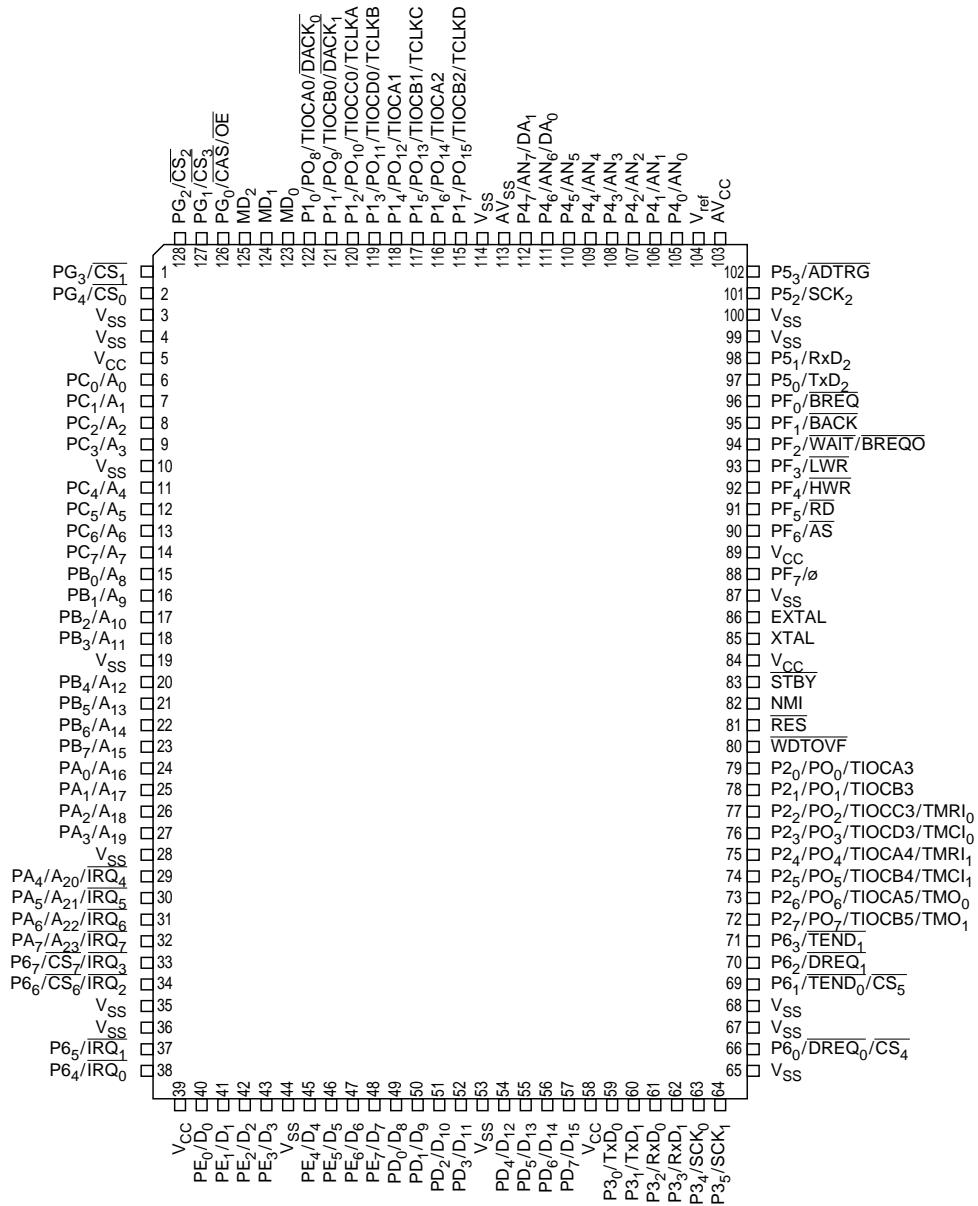 PG2/CS2
PG1/CS3
PG0/CAS/OE
MD2
MD1
MD0
P10/PO8/TIOCA0/DACK0
P11/PO9/TIOCB0/DACK1
P12/PO10/TIOCC0/TCLKA
P13/PO11/TIOCD0/TCLKB
P14/PO12/TIOCA1
P15/PO13/TIOCB1/TCLKC
P16/PO14/TIOCA2
P17/PO15/TIOCB2/TCLKD
VSS
AVSS
P47/AN7/DA1
P46/AN6/DA0
P45/AN5
P44/AN4
P43/AN3
P42/AN2
P41/AN1
P40/AN0
Vref
AVCC
128 127 126 125 124 123 122 121 120 119 118 117 116 115 114 113 112 111 110 109 108 107 106 105 104 103
PG3/CS1 1
PG4/CS0 2
VSS 3
VSS 4
VCC 5
PC0/A0 6
PC1/A1 7
PC2/A2 8
PC3/A3 9
VSS 10
PC4/A4 11
PC5/A5 12
PC6/A6 13
PC7/A7 14
PB0/A8 15
PB1/A9 16
PB2/A10 17
PB3/A11 18
VSS 19
PB4/A12 20
PB5/A13 21
PB6/A14 22
PB7/A15 23
PA0/A16 24
PA1/A17 25
PA2/A18 26
PA3/A19 27
VSS 28
PA4/A20/IRQ4 29
PA5/A21/IRQ5 30
PA6/A22/IRQ6 31
PA7/A23/IRQ7 32
P67/CS7/IRQ3 33
P66/CS6/IRQ2 34
VSS 35
VSS 36
P65/IRQ1 37
P64/IRQ0 38
102 P53/ADTRG
101 P52/SCK2
100 VSS
99 VSS
98 P51/RxD2
97 P50/TxD2
96 PF0/BREQ
95 PF1/BACK
94 PF2/WAIT/BREQO
93 PF3/LWR
92 PF4/HWR
91 PF5/RD
90 PF6/AS
89 VCC
88 PF7/ø
87 VSS
86 EXTAL
85 XTAL
84 VCC
83 STBY
82 NMI
81 RES
80 WDTOVF
79 P20/PO0/TIOCA3
78 P21/PO1/TIOCB3
77 P22/PO2/TIOCC3/TMRI0
76 P23/PO3/TIOCD3/TMCI0
75 P24/PO4/TIOCA4/TMRI1
74 P25/PO5/TIOCB4/TMCI1
73 P26/PO6/TIOCA5/TMO0
72 P27/PO7/TIOCB5/TMO1
71 P63/TEND1
70 P62/DREQ1
69 P61/TEND0/CS5
68 VSS
67 VSS
66 P60/DREQ0/CS4
65 VSS
39 40 41 42 43 44 45 46 47 48 49 50 51 52 53 54 55 56 57 58 59 60 61 62 63 64
VCC
PE0/D0
PE1/D1
PE2/D2
PE3/D3
VSS
PE4/D4
PE5/D5
PE6/D6
PE7/D7
PD0/D8
PD1/D9
PD2/D10
PD3/D11
VSS
PD4/D12
PD5/D13
PD6/D14
PD7/D15
VCC
P30/TxD0
P31/TxD1
P32/RxD0
P33/RxD1
P34/SCK0
P35/SCK1